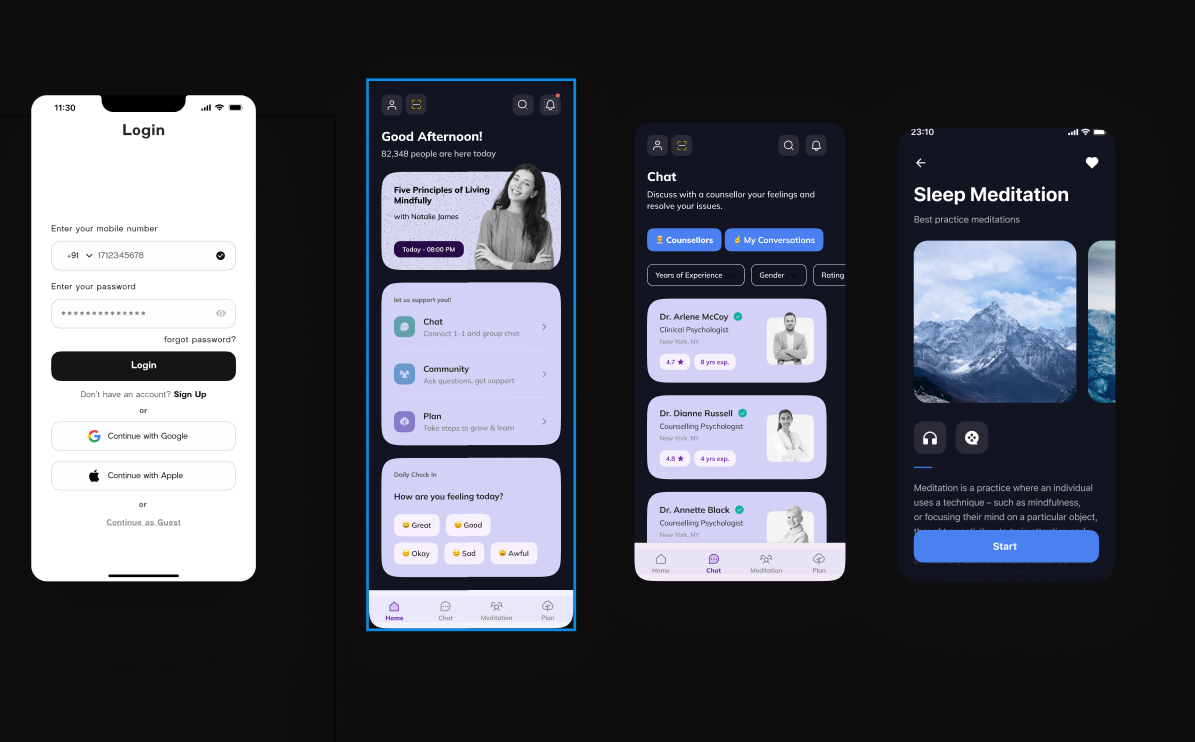 11:30
Login
Enter your mobile number
+91 1712345678
Enter your password
**************
forgot password?
Login
Don't have an account? Sign Up
or
Continue with Google
Continue with Apple
or
Continue as Guest
Good Afternoon!
82,348 people are here today
Five Principles of Living
Mindfully
with Natalie James
Today - 08:00 PM
let us support you!!
Chat
Connect 1-1 and group chat
Community
Ask questions, get support
Plan
Take steps to grow & learn
Daily Check In
How are you feeling today?
Great
Good
Okay
Sad
Awful
Home
Chat
Meditation
Plan
Chat
Discuss with a counsellor your feelings and
resolve your issues.
Counsellors
My Conversations
Years of Experience
Gender
Rating
Dr. Arlene McCoy
Clinical Psychologist
New York, NY
4.7 ★
8 yrs exp.
Dr. Dianne Russell
Counselling Psychologist
New York, NY
4.8 ★
4 yrs exp.
Dr. Annette Black
Counselling Psychologist
New York, NY
Home
Chat
Meditation
Plan
23:10
Sleep Meditation
Best practice meditations
Meditation is a practice where an individual
uses a technique – such as mindfulness,
or focusing their mind on a particular object,
Start